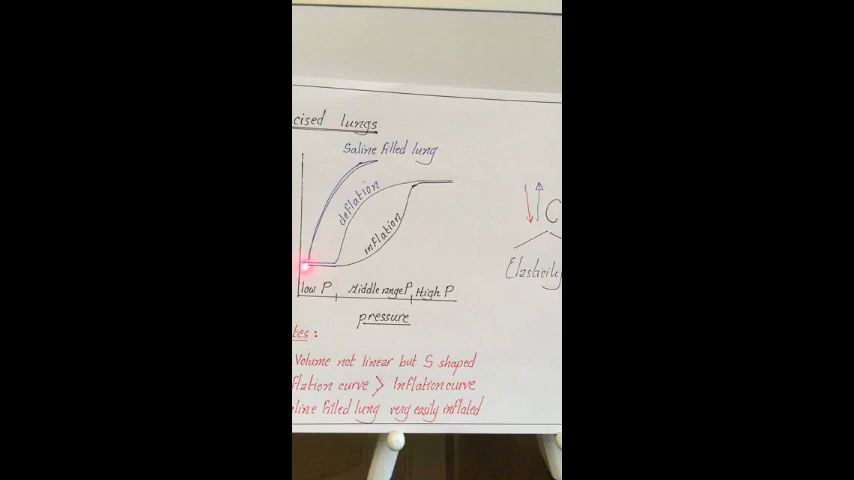 cised lungs
Saline filled lung
deflation
inflation
low P Middle range P High P
pressure
tes :
Volume not linear but S shaped
flation curve > Inflation curve
line filled lung very easily inflated
C
Elasticity